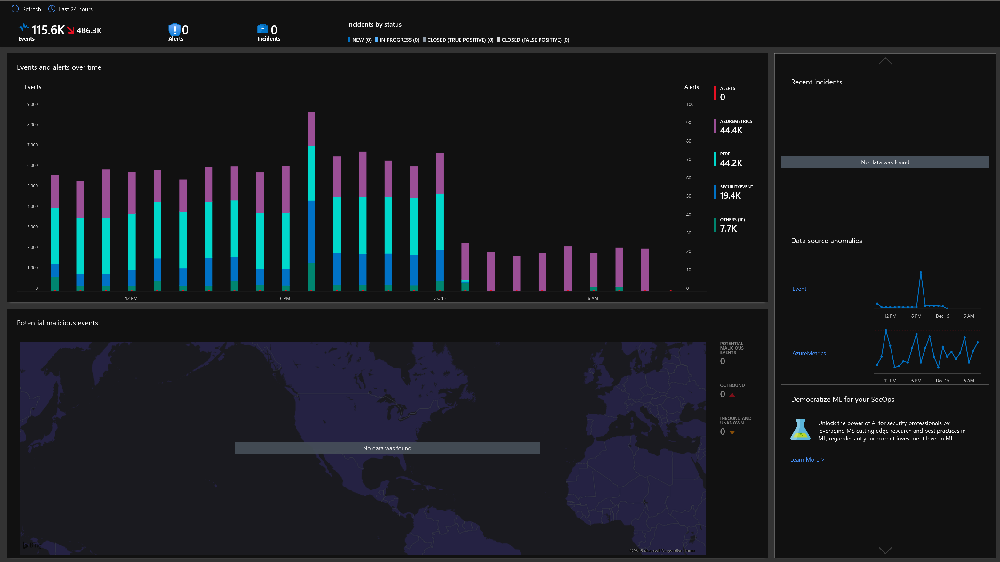 Refresh
Last 24 hours
115.6K
486.3K
Events
0
Alerts
0
Incidents
Incidents by status
NEW (0)
IN PROGRESS (0)
CLOSED (TRUE POSITIVE) (0)
CLOSED (FALSE POSITIVE) (0)
Events and alerts over time
Events
9,000
8,000
7,000
6,000
5,000
4,000
3,000
2,000
1,000
0
12 PM
6 PM
Dec 15
6 AM
Alerts
100
90
80
70
60
50
40
30
20
10
0
ALERTS
0
AZUREMETRICS
44.4K
PERF
44.2K
SECURITYEVENT
19.4K
OTHERS (10)
7.7K
Potential malicious events
No data was found
Bing
© 2019 Microsoft Corporation Terms
POTENTIAL
MALICIOUS
EVENTS
0
OUTBOUND
0
INBOUND AND
UNKNOWN
0
Recent incidents
No data was found
Data source anomalies
Event
12 PM
6 PM
Dec 15
6 AM
AzureMetrics
12 PM
6 PM
Dec 15
6 AM
Democratize ML for your SecOps
Unlock the power of AI for security professionals by
leveraging MS cutting edge research and best practices in
ML, regardless of your current investment level in ML.
Learn More >